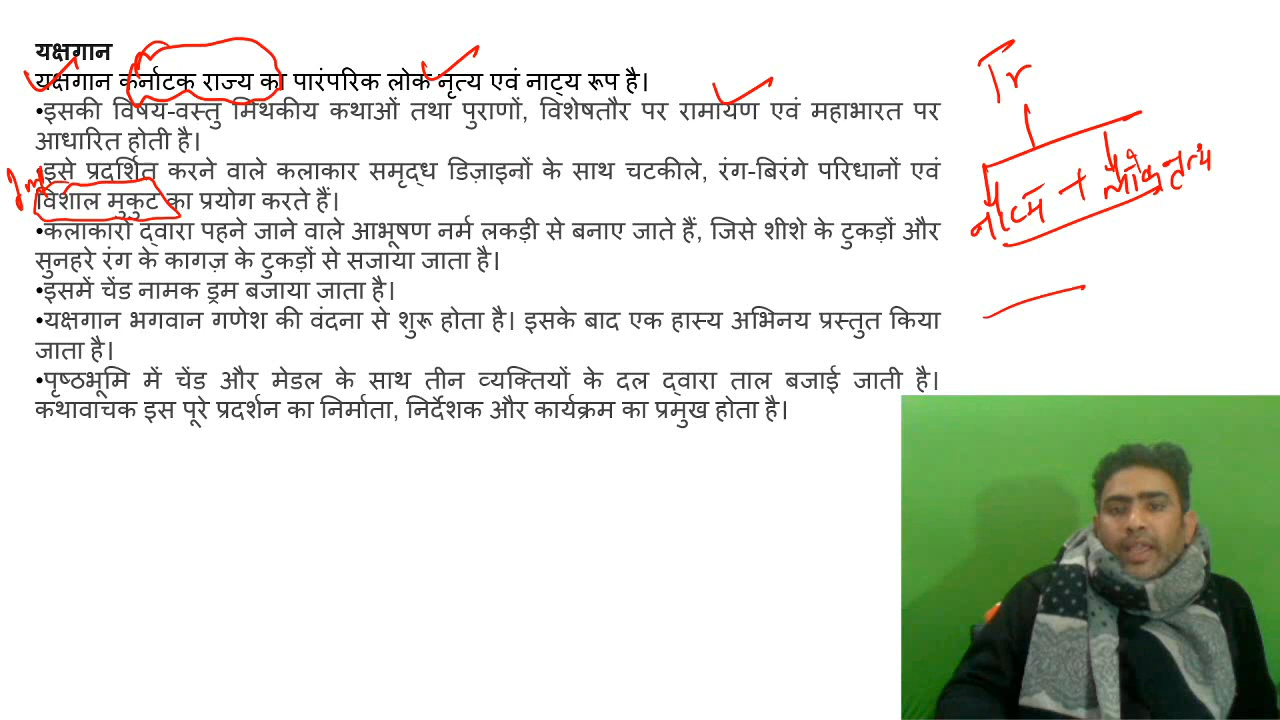 यक्षगान
यक्षगान कर्नाटक राज्य का पारंपरिक लोक नृत्य एवं नाट्य रूप है।
•इसकी विषय-वस्तु मिथकीय कथाओं तथा पुराणों, विशेषतौर पर रामायण एवं महाभारत पर
आधारित होती है।
•इसे प्रदर्शित करने वाले कलाकार समृद्ध डिज़ाइनों के साथ चटकीले, रंग-बिरंगे परिधानों एवं
विशाल मुकुट का प्रयोग करते हैं।
•कलाकारों द्वारा पहने जाने वाले आभूषण नर्म लकड़ी से बनाए जाते हैं, जिसे शीशे के टुकड़ों और
सुनहरे रंग के कागज़ के टुकड़ों से सजाया जाता है।
•इसमें चेंड नामक ड्रम बजाया जाता है।
•यक्षगान भगवान गणेश की वंदना से शुरू होता है। इसके बाद एक हास्य अभिनय प्रस्तुत किया
जाता है।
•पृष्ठभूमि में चेंड और मेडल के साथ तीन व्यक्तियों के दल द्वारा ताल बजाई जाती है।
कथावाचक इस पूरे प्रदर्शन का निर्माता, निर्देशक और कार्यक्रम का प्रमुख होता है।
Tr
नाट्य + लोकनृत्य